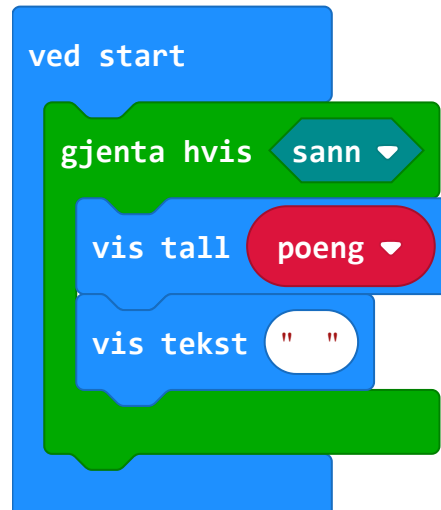 ved start
gjenta hvis sann
vis tall poeng
vis tekst " "